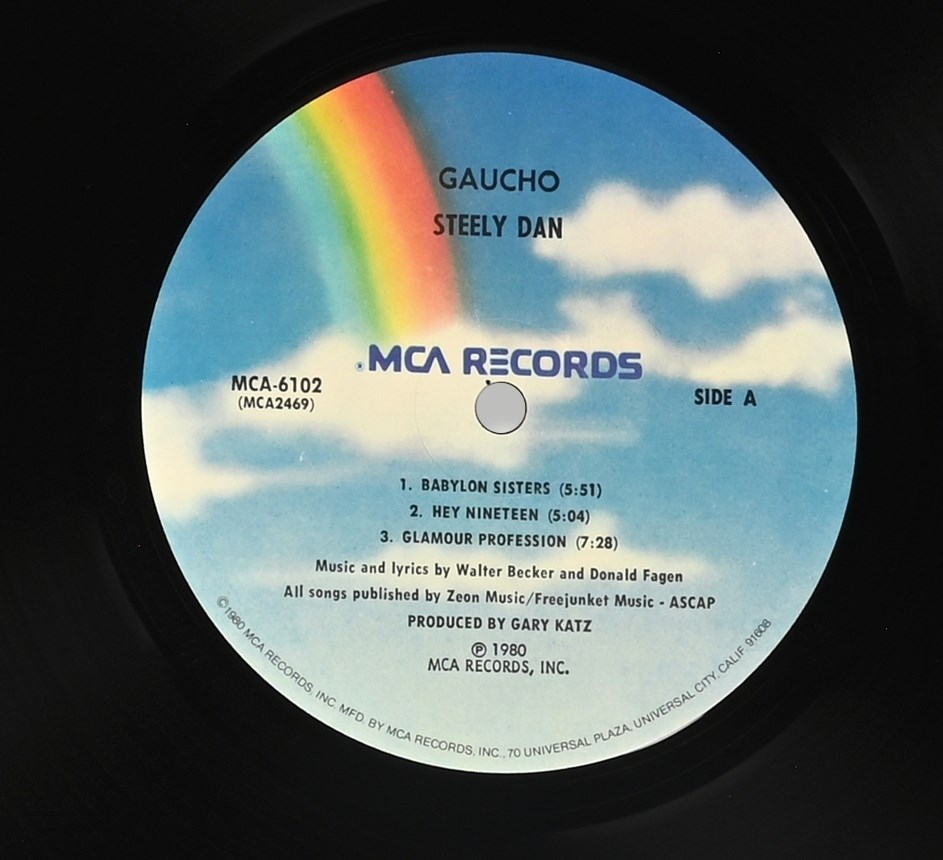 GAUCHO
STEELY DAN
MCA RECORDS
MCA-6102
(MCA2469)
SIDE A
1. BABYLON SISTERS (5:51)
2. HEY NINETEEN (5:04)
3. GLAMOUR PROFESSION (7:28)
Music and lyrics by Walter Becker and Donald Fagen
All songs published by Zeon Music/Freejunket Music - ASCAP
PRODUCED BY GARY KATZ
℗ 1980
MCA RECORDS, INC.
©1980 MCA RECORDS, INC. MFD. BY MCA RECORDS, INC., 70 UNIVERSAL PLAZA, UNIVERSAL CITY, CALIF. 91608